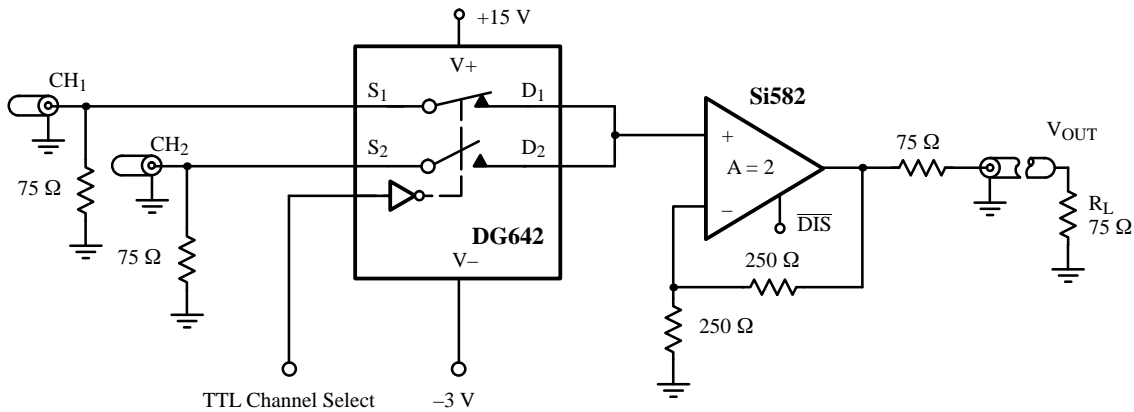 +15 V
CH1
V+
S1
D1
Si582
CH2
S2
D2
75 Ω
VOUT
+
A = 2
–
75 Ω
DIS
RL
75 Ω
DG642
V–
75 Ω
250 Ω
250 Ω
TTL Channel Select
–3 V